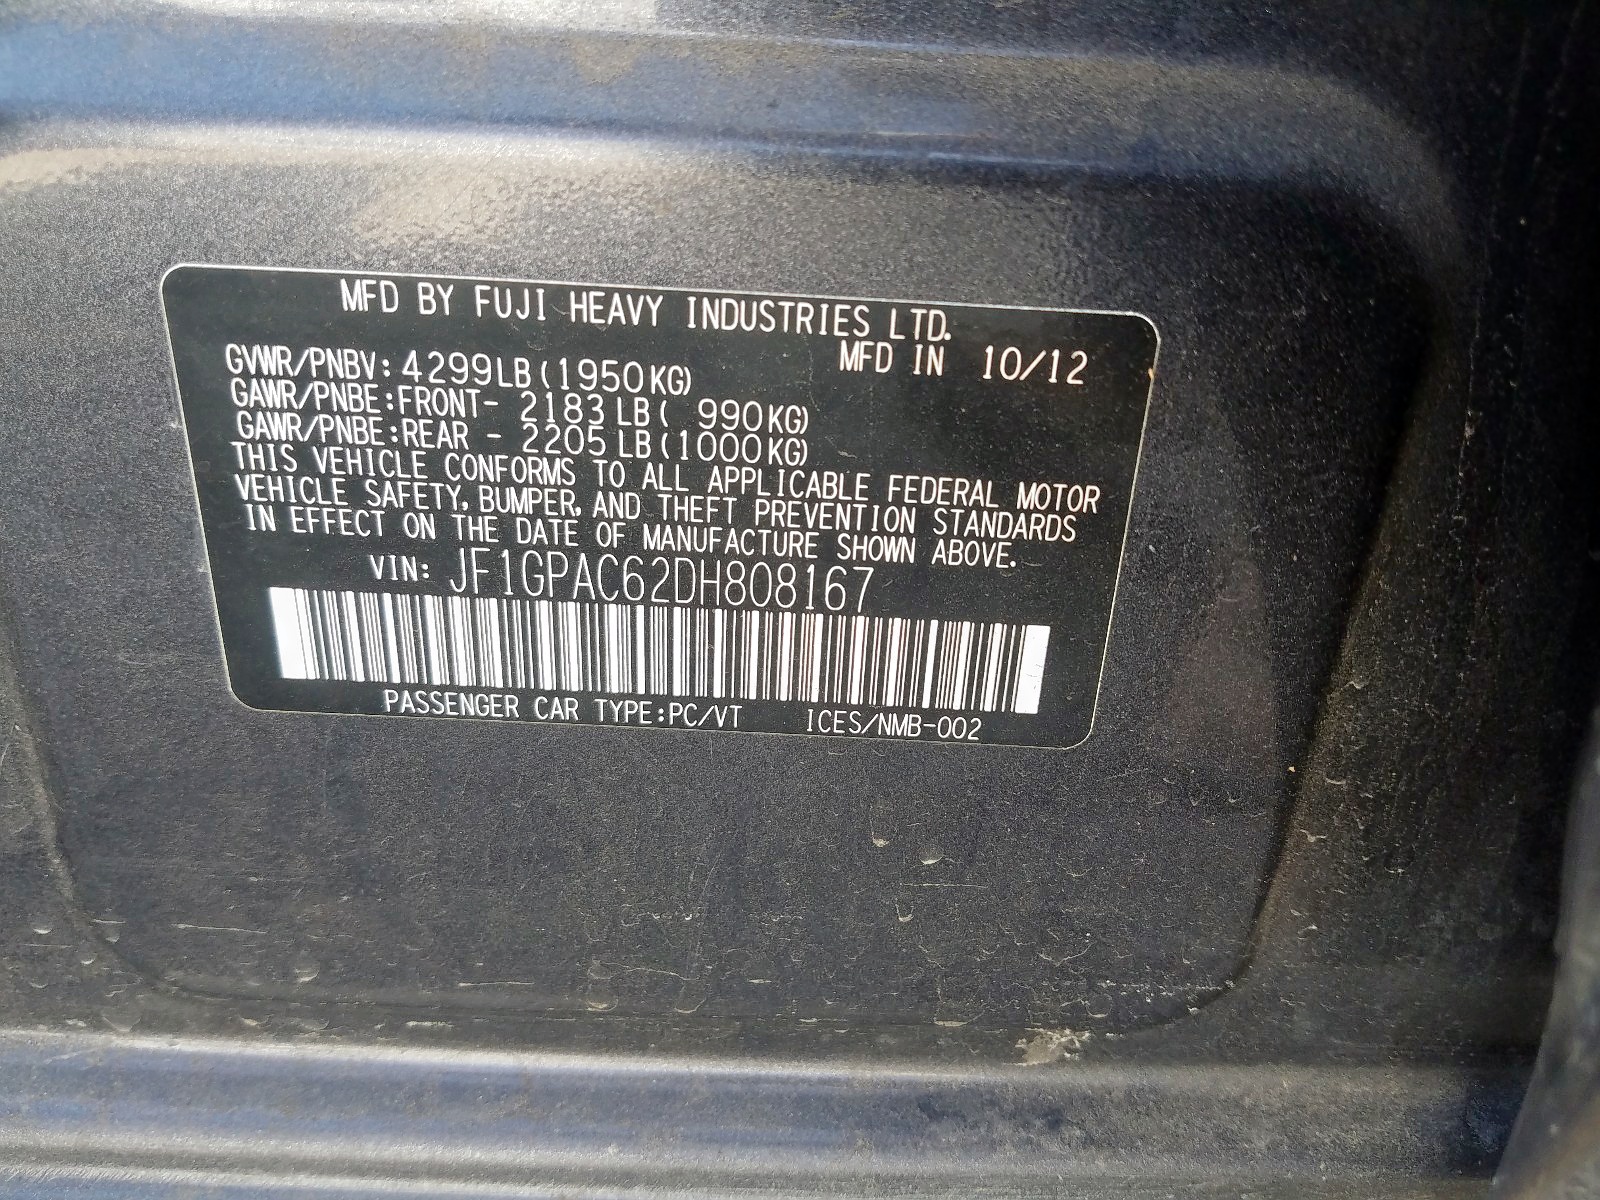 MFD BY FUJI HEAVY INDUSTRIES LTD.
MFD IN 10/12
GVWR/PNBV: 4299LB(1950KG)
GAWR/PNBE:FRONT- 2183LB( 990KG)
GAWR/PNBE:REAR - 2205LB(1000KG)
THIS VEHICLE CONFORMS TO ALL APPLICABLE FEDERAL MOTOR
VEHICLE SAFETY, BUMPER, AND THEFT PREVENTION STANDARDS
IN EFFECT ON THE DATE OF MANUFACTURE SHOWN ABOVE.
VIN: JF1GPAC62DH808167
PASSENGER CAR TYPE:PC/VT ICES/NMB-002